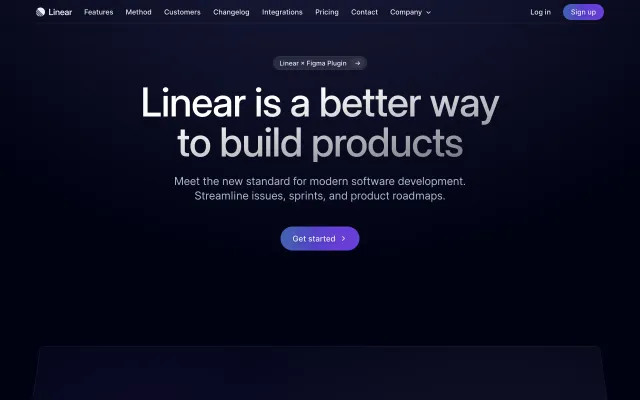 Linear Features Method Customers Changelog Integrations Pricing Contact Company Log in Sign up
Linear × Figma Plugin →
Linear is a better way
to build products
Meet the new standard for modern software development.
Streamline issues, sprints, and product roadmaps.
Get started